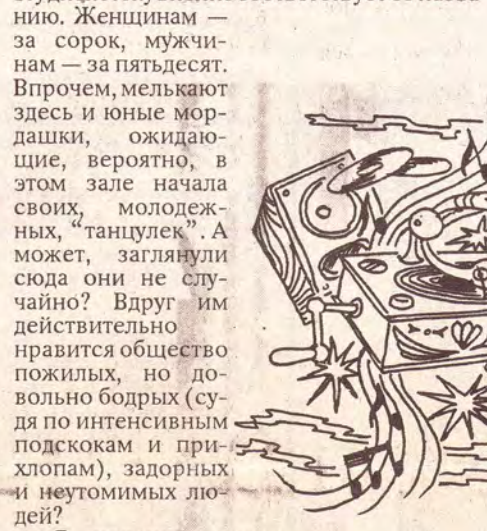 нию. Женщинам —
за сорок, мужчи-
нам — за пятьдесят.
Впрочем, мелькают
здесь и юные мор-
дашки, ожидаю-
щие, вероятно, в
этом зале начала
своих, молодеж-
ных, “танцулек”. А
может, заглянули
сюда они не слу-
чайно? Вдруг им
действительно
нравится общество
пожилых, но до-
вольно бодрых (су-
дя по интенсивным
подскокам и при-
хлопам), задорных
и неутомимых лю-
дей?